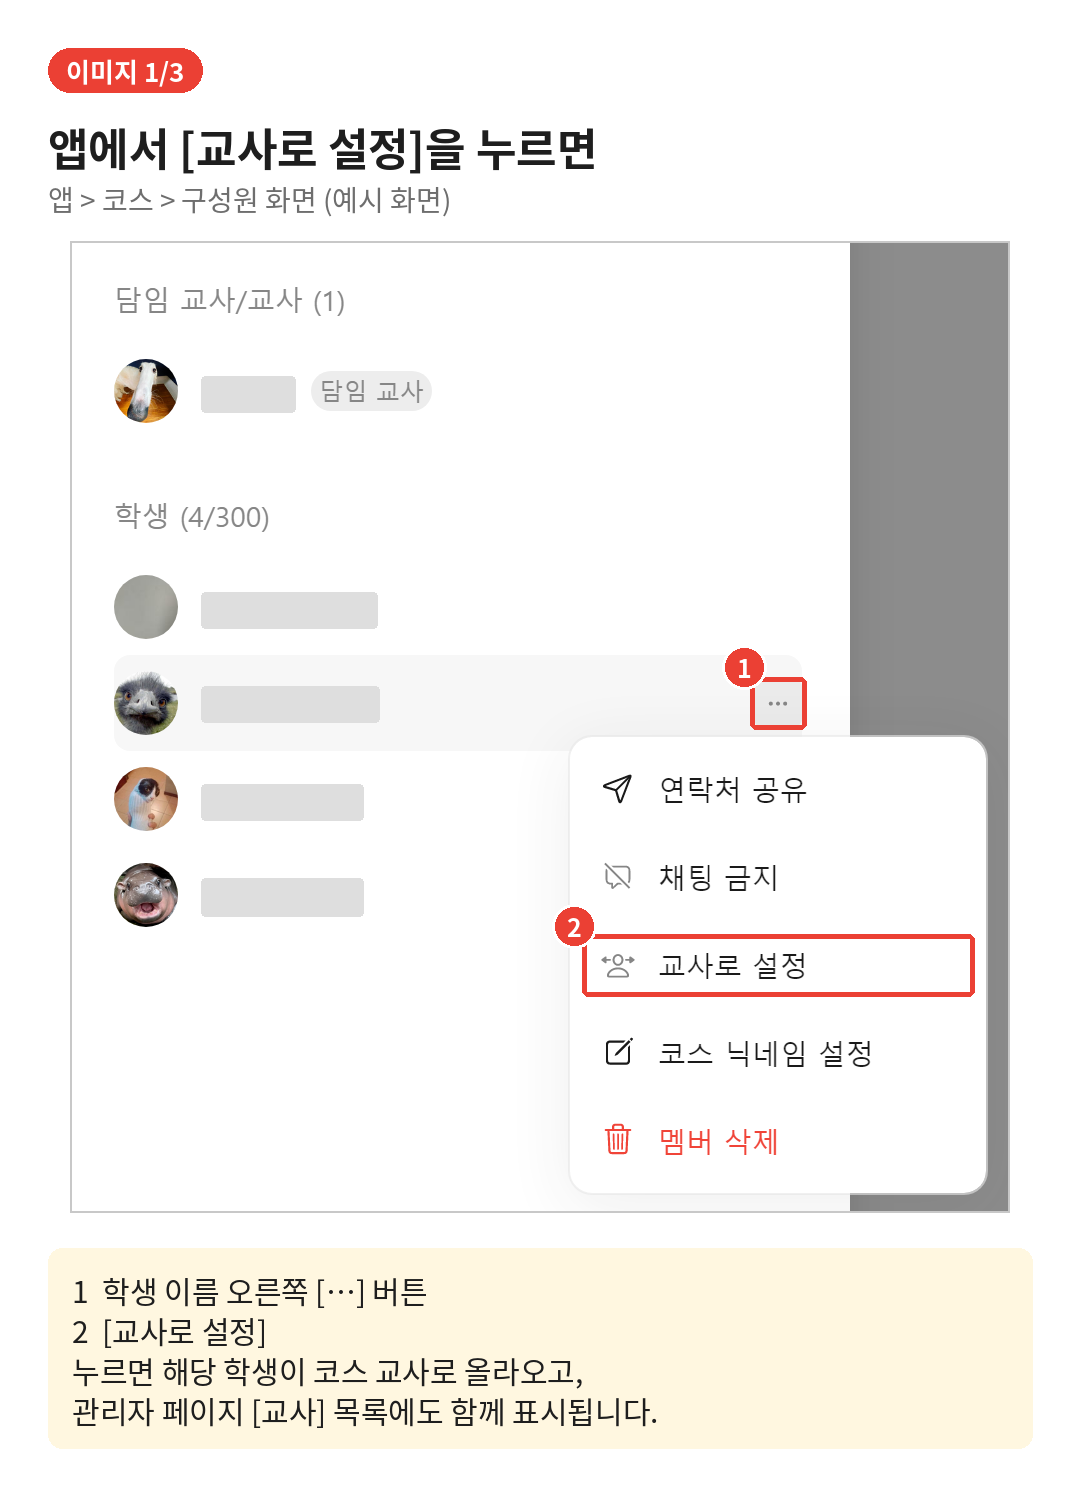 이미지 1/3
앱에서 [교사로 설정]을 누르면
앱 > 코스 > 구성원 화면 (예시 화면)
담임 교사/교사 (1)
담임 교사
학생 (4/300)
1
...
연락처 공유
채팅 금지
2
교사로 설정
코스 닉네임 설정
멤버 삭제
1 학생 이름 오른쪽 [⋯] 버튼
2 [교사로 설정]
누르면 해당 학생이 코스 교사로 올라오고,
관리자 페이지 [교사] 목록에도 함께 표시됩니다.